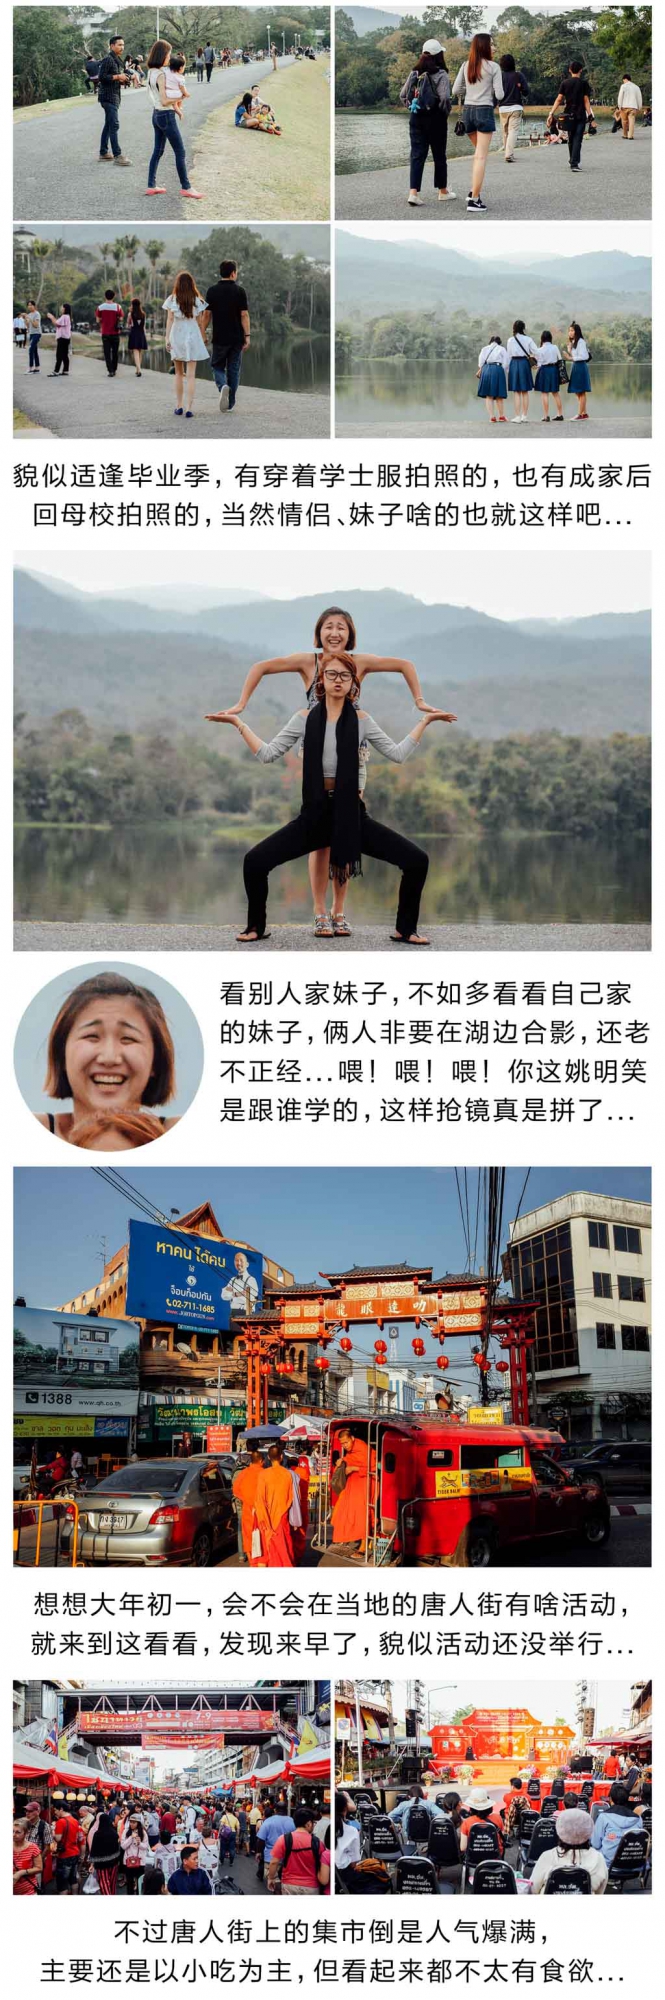 貌似适逢毕业季，有穿着学士服拍照的，也有成家后
回母校拍照的，当然情侣、妹子啥的也就这样吧...
看别人家妹子，不如多看看自己家
的妹子，俩人非要在湖边合影，还老
不正经...喂！喂！喂！你这姚明笑
是跟谁学的，这样抢镜真是拼了...
หาคน ได้คน
ใช้
จ๊อบท็อปกัน
02-711-1685
1388
www.qh.co.th
想想大年初一，会不会在当地的唐人街有啥活动，
就来到这看看，发现来早了，貌似活动还没举行...
7-9
不过唐人街上的集市倒是人气爆满，
主要还是以小吃为主，但看起来都不太有食欲...